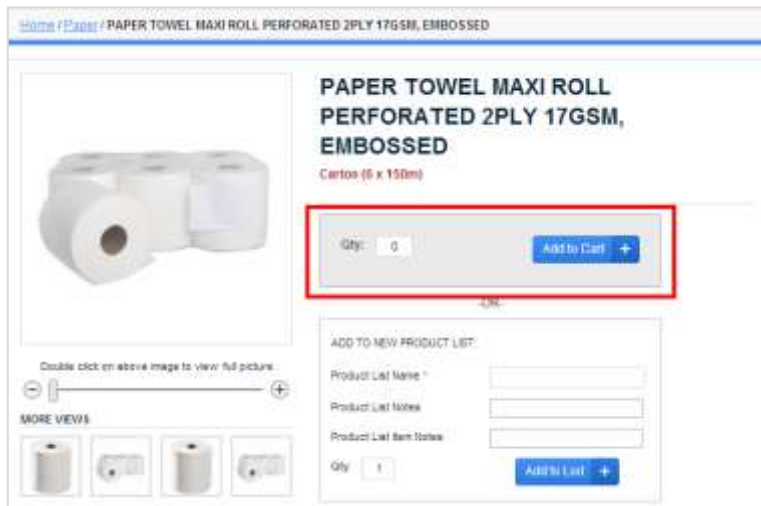 Home / Paper / PAPER TOWEL MAXI ROLL PERFORATED 2PLY 17GSM, EMBOSSED
PAPER TOWEL MAXI ROLL
PERFORATED 2PLY 17GSM,
EMBOSSED
Carton (6 x 150m)
Qty: 0 Add to Cart +
-OR-
ADD TO NEW PRODUCT LIST:
Product List Name *
Product List Notes
Product List Item Notes
Qty 1 Add to List +
Double click on above image to view full picture
MORE VIEWS